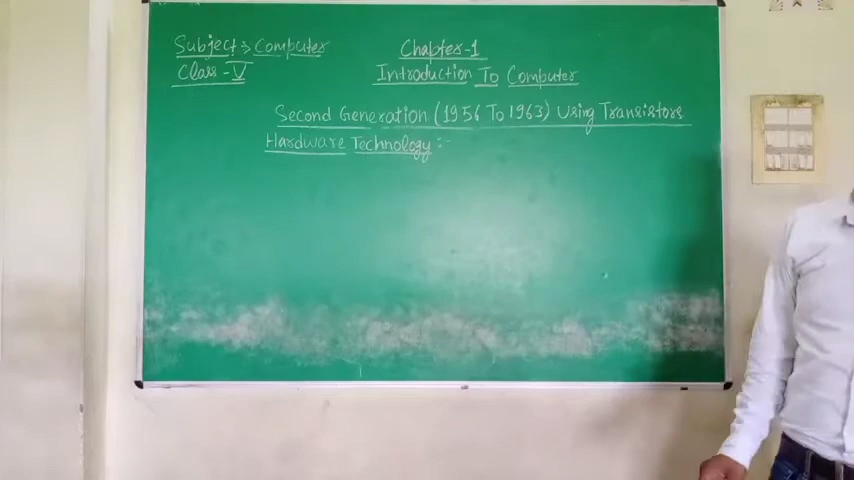 Subject :- Computer
Chapter-1
Class - V
Introduction To Computer
Second Generation (1956 To 1963) Using Transistors
Hardware Technology :-